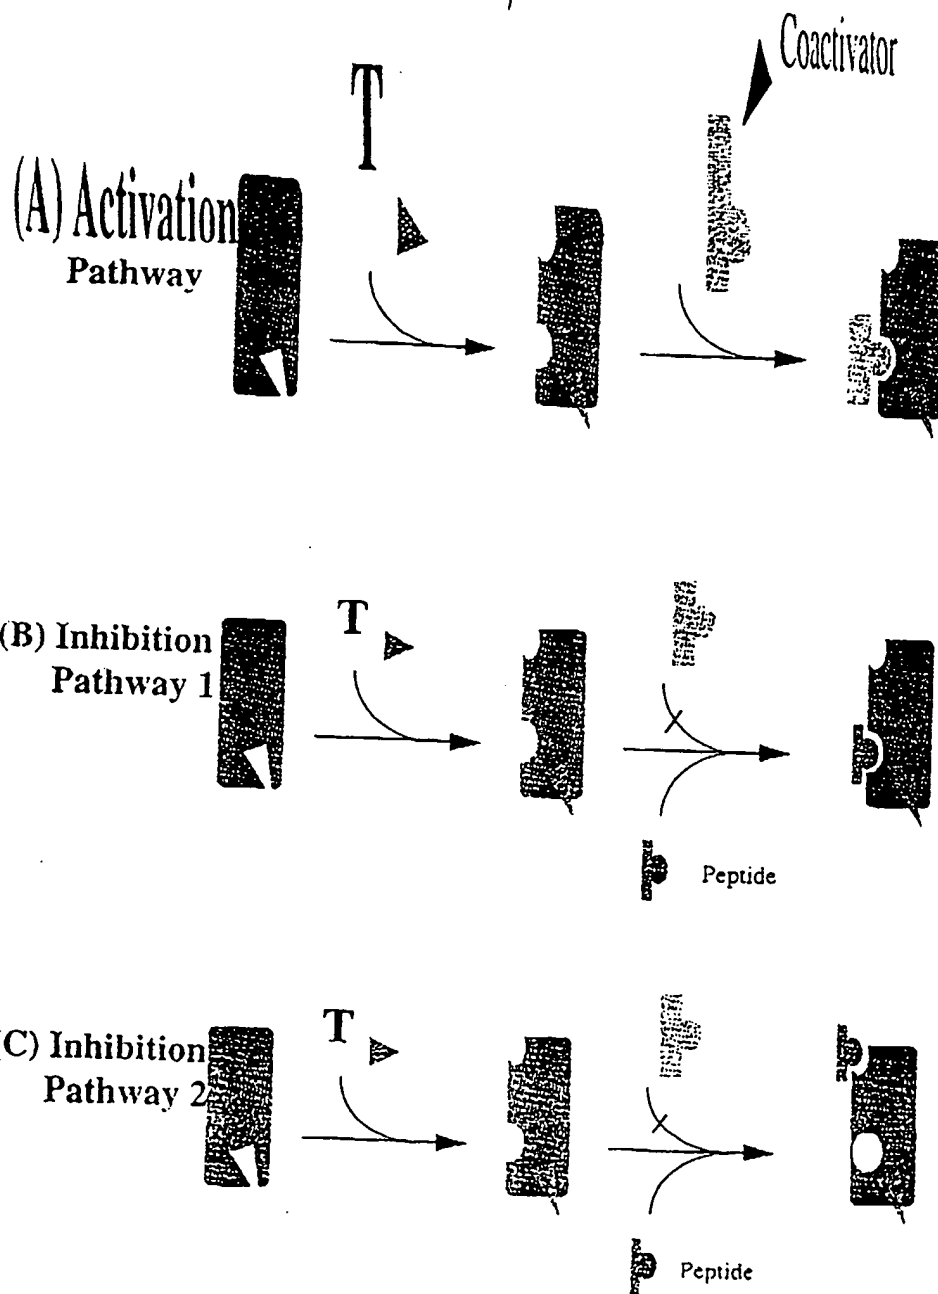 Coactivator
T
(A) Activation
Pathway
T
(B) Inhibition
Pathway 1
Peptide
T
(C) Inhibition
Pathway 2
Peptide